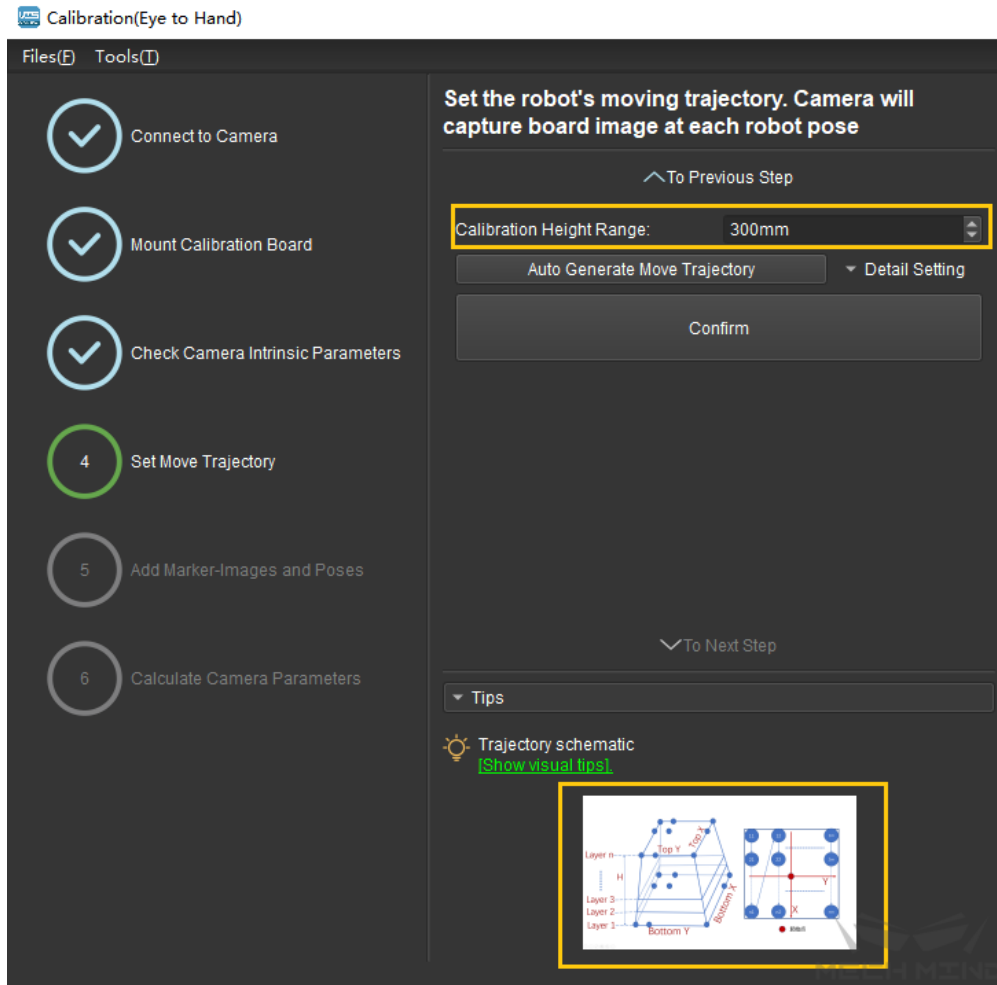 Calibration(Eye to Hand)
Files(F) Tools(T)
Connect to Camera
Mount Calibration Board
Check Camera Intrinsic Parameters
4 Set Move Trajectory
5 Add Marker-Images and Poses
6 Calculate Camera Parameters
Set the robot's moving trajectory. Camera will
capture board image at each robot pose
To Previous Step
Calibration Height Range: 300mm
Auto Generate Move Trajectory Detail Setting
Confirm
To Next Step
Tips
Trajectory schematic
[Show visual tips].
Layer n
Top Y
Top X
H
Layer 3
Layer 2
Layer 1
Bottom Y
Bottom X
Y
X
MECH MIND